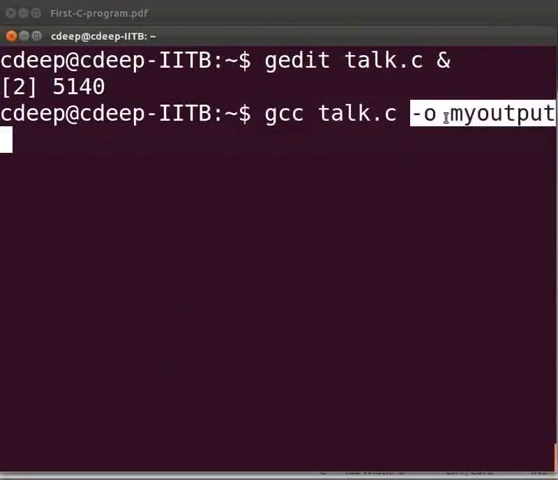 First-C-program.pdf
cdeep@cdeep-IITB: ~
cdeep@cdeep-IITB:~$ gedit talk.c &
[2] 5140
cdeep@cdeep-IITB:~$ gcc talk.c -o myoutput